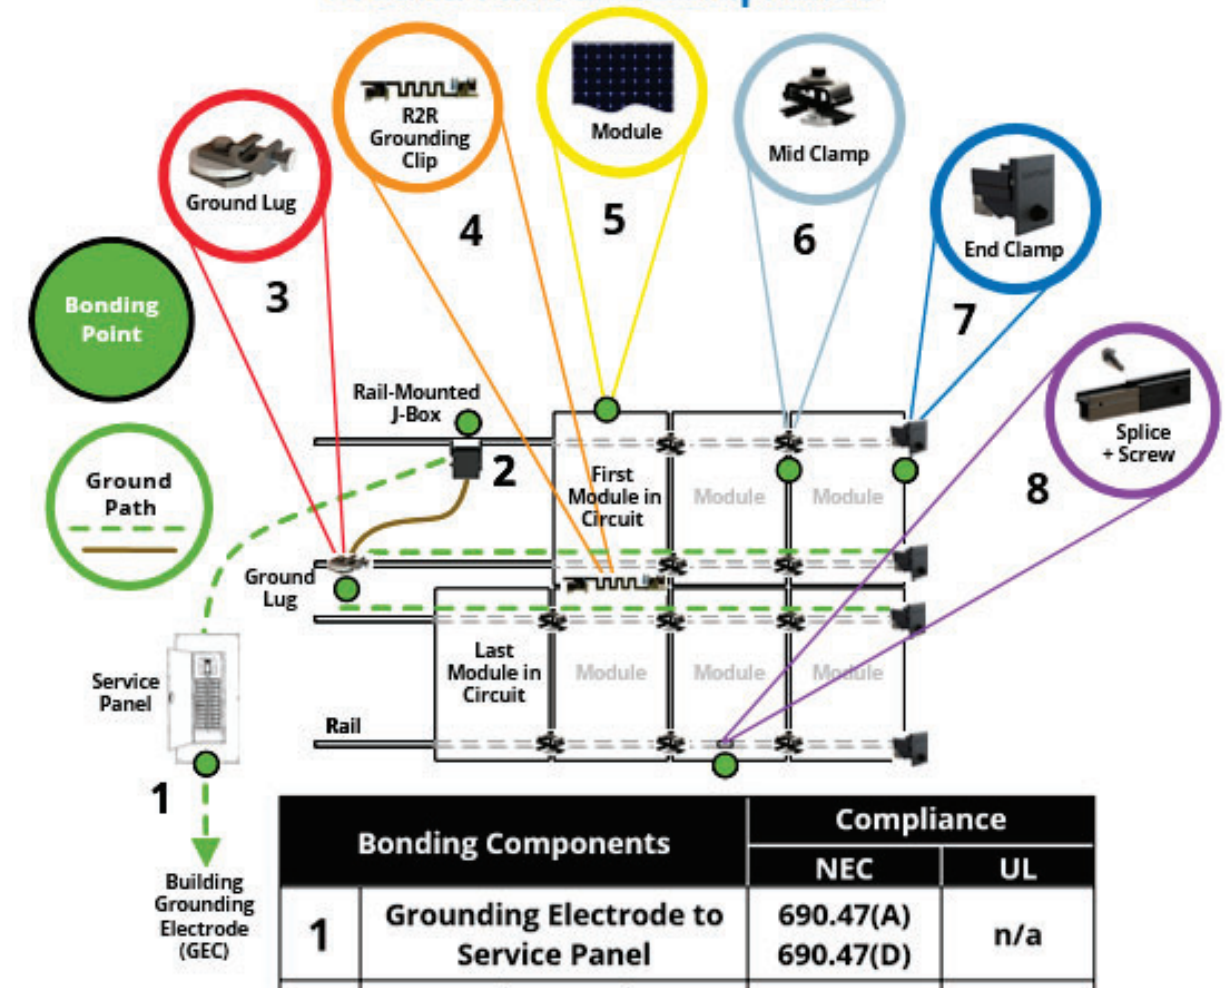 Ground Lug
R2R
Grounding
Clip
Module
Mid Clamp
End Clamp
Splice
+ Screw
3
4
5
6
7
8
Bonding
Point
Ground
Path
Rail-Mounted
J-Box
2
First
Module in
Circuit
Module
Module
Ground
Lug
Last
Module in
Circuit
Module
Module
Module
Service
Panel
Rail
1
Building
Grounding
Electrode
(GEC)
Bonding Components
Compliance
NEC
UL
1
Grounding Electrode to
Service Panel
690.47(A)
690.47(D)
n/a